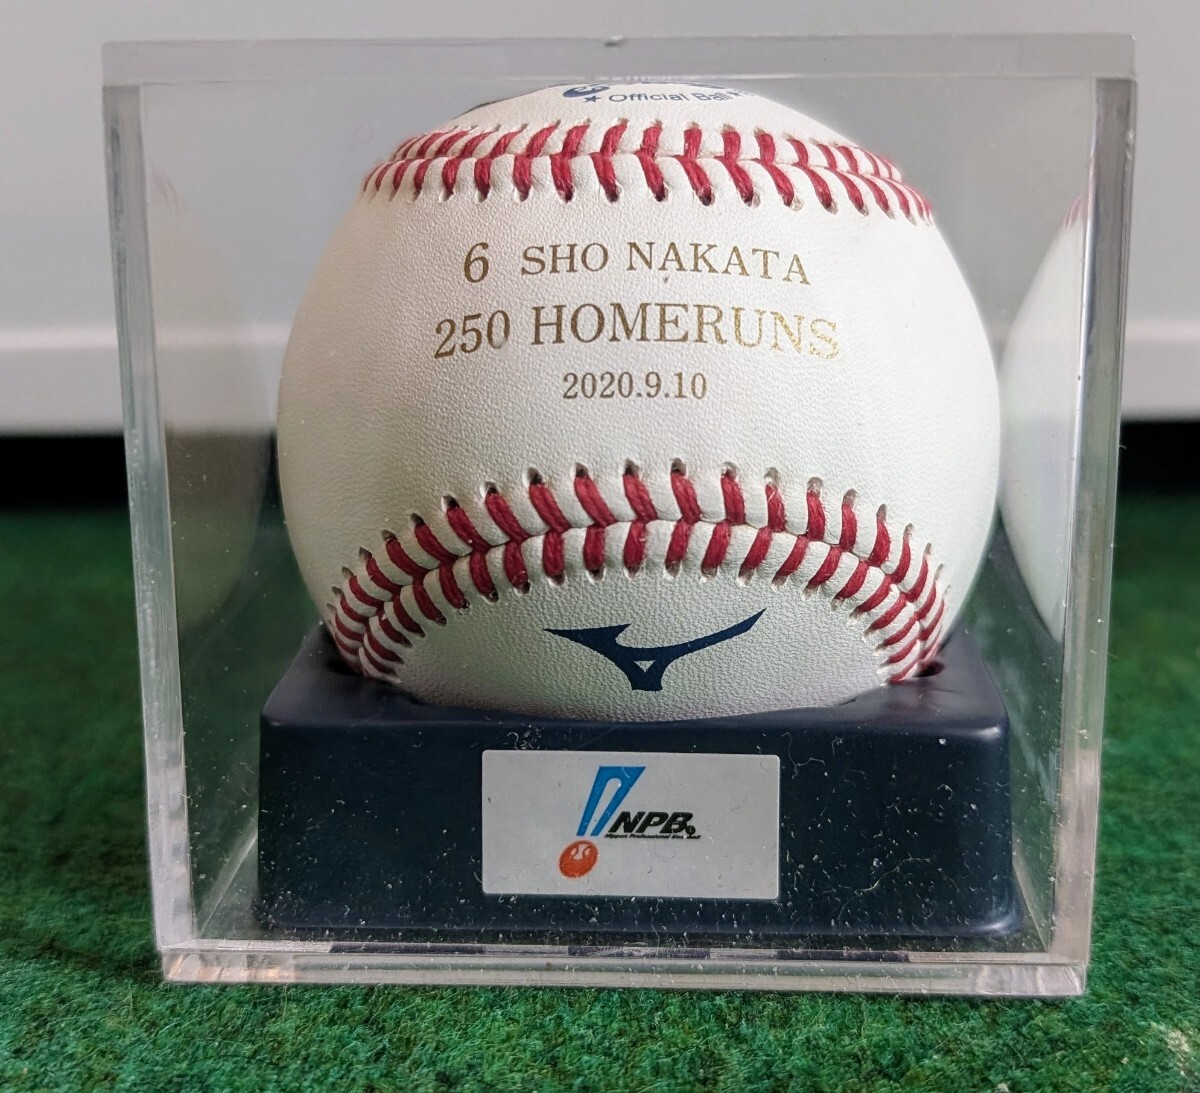 ★ Official Ball ★
6 SHO NAKATA
250 HOMERUNS
2020.9.10
NPB